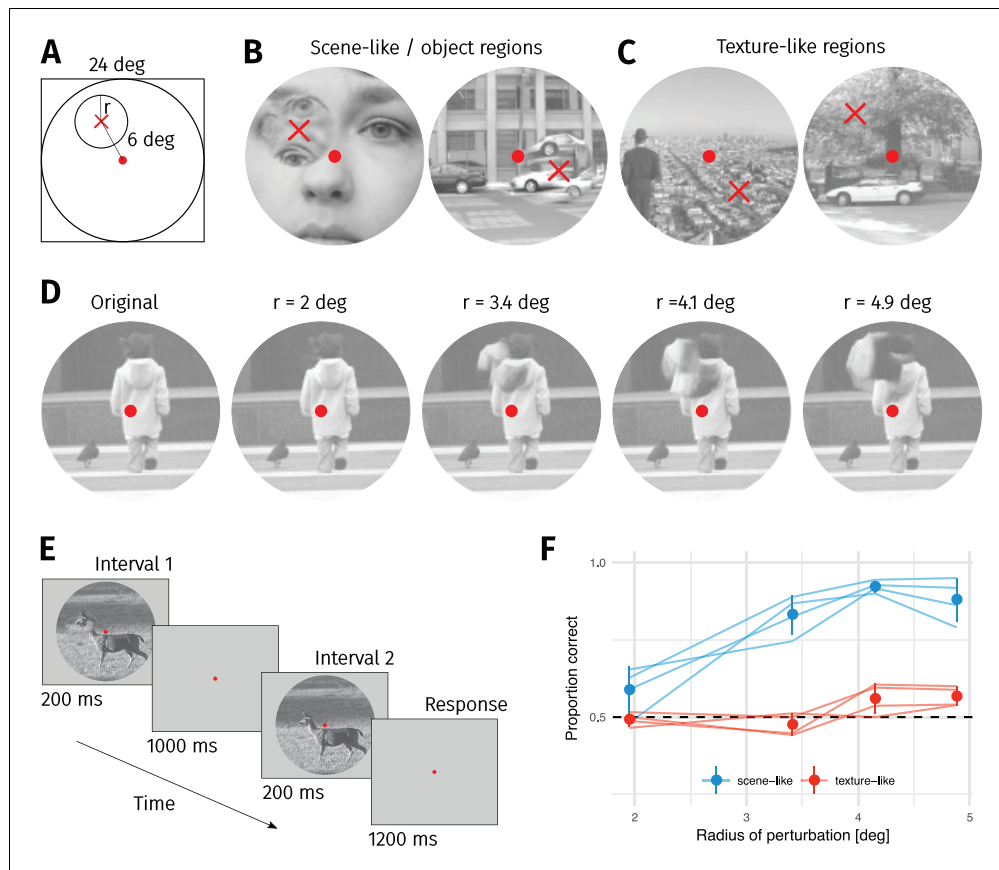 A
24 deg
r
6 deg
B
Scene-like / object regions
C
Texture-like regions
D
Original
r = 2 deg
r = 3.4 deg
r =4.1 deg
r = 4.9 deg
E
Interval 1
200 ms
1000 ms
Interval 2
200 ms
Response
1200 ms
Time
F
1.0
0.5
Proportion correct
scene-like
texture-like
2
3
4
5
Radius of perturbation [deg]